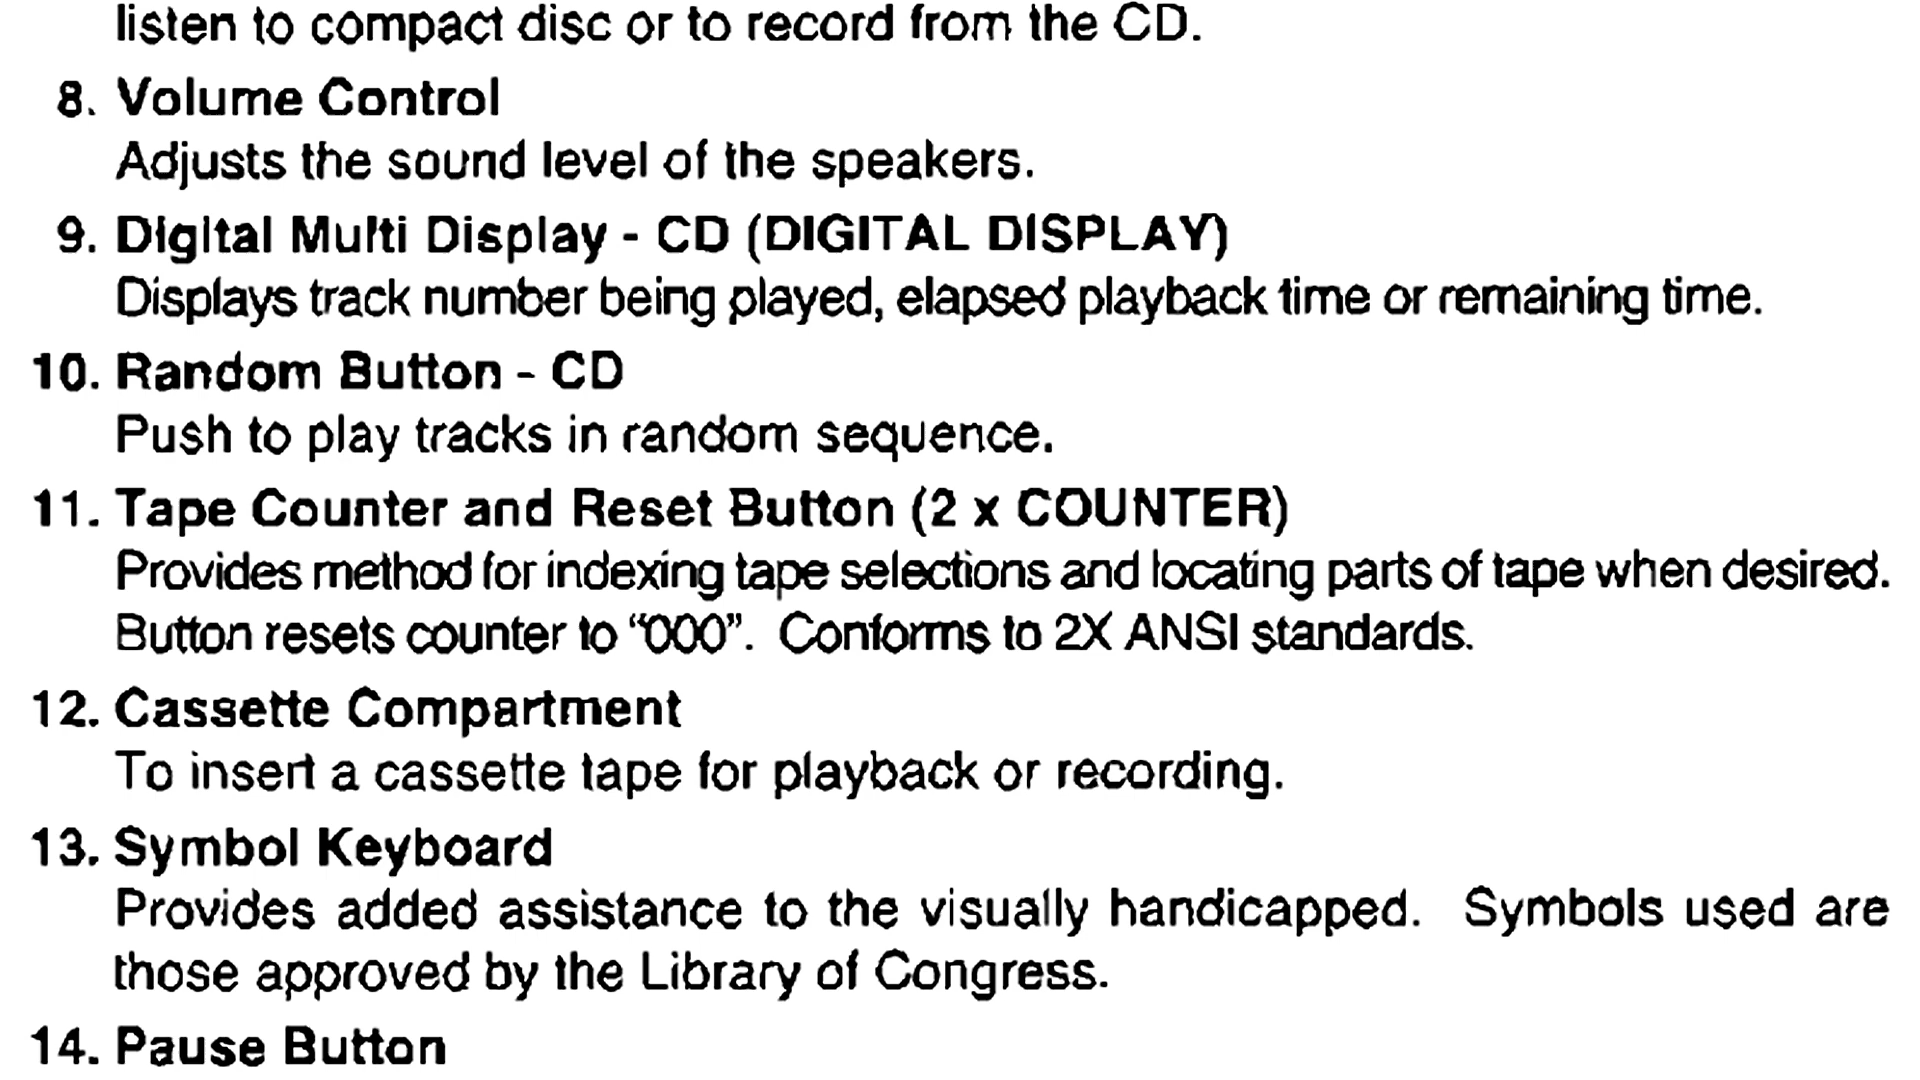 listen to compact disc or to record from the CD.
8. Volume Control
Adjusts the sound level of the speakers.
9. Digital Multi Display - CD (DIGITAL DISPLAY)
Displays track number being played, elapsed playback time or remaining time.
10. Random Button - CD
Push to play tracks in random sequence.
11. Tape Counter and Reset Button (2 x COUNTER)
Provides method for indexing tape selections and locating parts of tape when desired.
Button resets counter to “000”. Conforms to 2X ANSI standards.
12. Cassette Compartment
To insert a cassette tape for playback or recording.
13. Symbol Keyboard
Provides added assistance to the visually handicapped. Symbols used are
those approved by the Library of Congress.
14. Pause Button